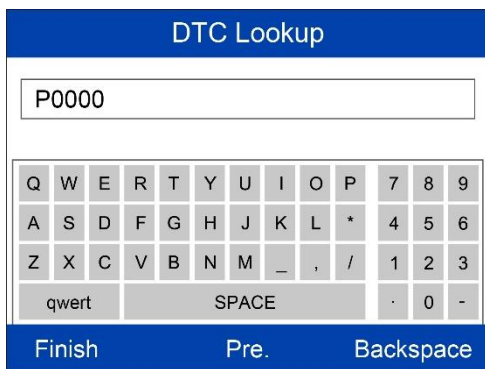 DTC Lookup
P0000
Q W E R T Y U I O P 7 8 9
A S D F G H J K L * 4 5 6
Z X C V B N M _ , / 1 2 3
qwert SPACE . 0 -
Finish Pre. Backspace